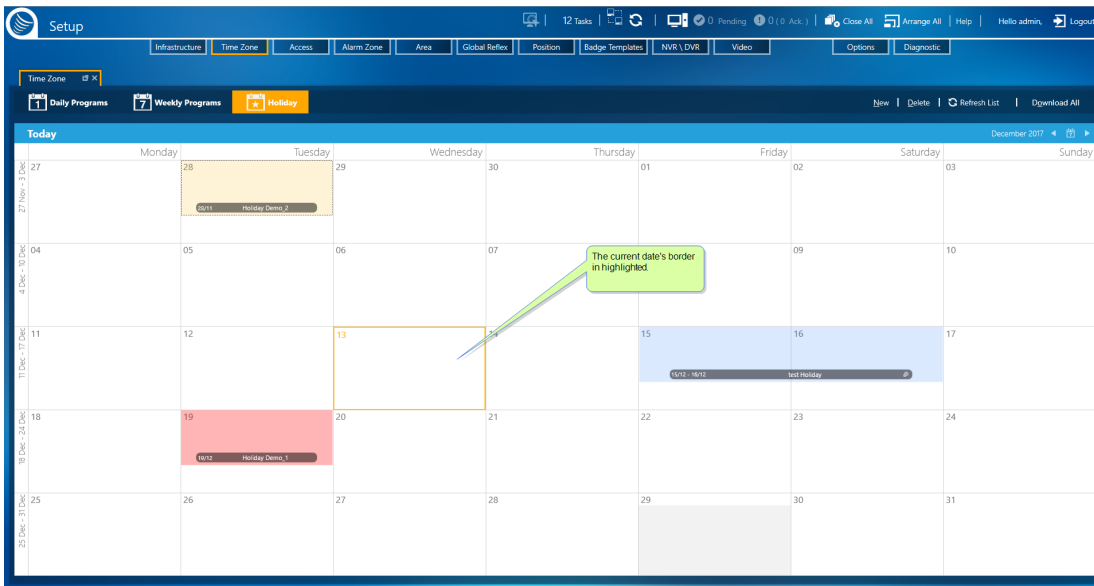 Setup
12 Tasks
0 Pending
0 ( 0 Ack. )
Close All
Arrange All
Help
Hello admin,
Logout
Infrastructure
Time Zone
Access
Alarm Zone
Area
Global Reflex
Position
Badge Templates
NVR \ DVR
Video
Options
Diagnostic
Time Zone
1 Daily Programs
7 Weekly Programs
Holiday
New
Delete
Refresh List
Download All
Today
December 2017
Monday
Tuesday
Wednesday
Thursday
Friday
Saturday
Sunday
27 Nov - 3 Dec
27
28
29
30
01
02
03
28/11 Holiday Demo_2
4 Dec - 10 Dec
04
05
06
07
The current date's border
in highlighted.
09
10
11 Dec - 17 Dec
11
12
13
14
15
16
17
15/12 - 16/12 test Holiday
18 Dec - 24 Dec
18
19
20
21
22
23
24
19/12 Holiday Demo_1
25 Dec - 31 Dec
25
26
27
28
29
30
31